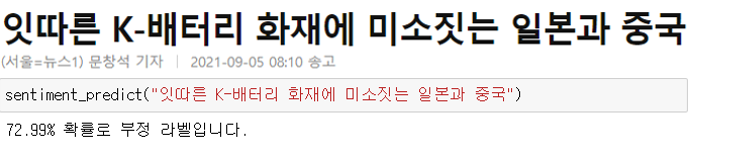 잇따른 K-배터리 화재에 미소짓는 일본과 중국
(서울=뉴스1) 문창석 기자 | 2021-09-05 08:10 송고
sentiment_predict("잇따른 K-배터리 화재에 미소짓는 일본과 중국")
72.99% 확률로 부정 라벨입니다.